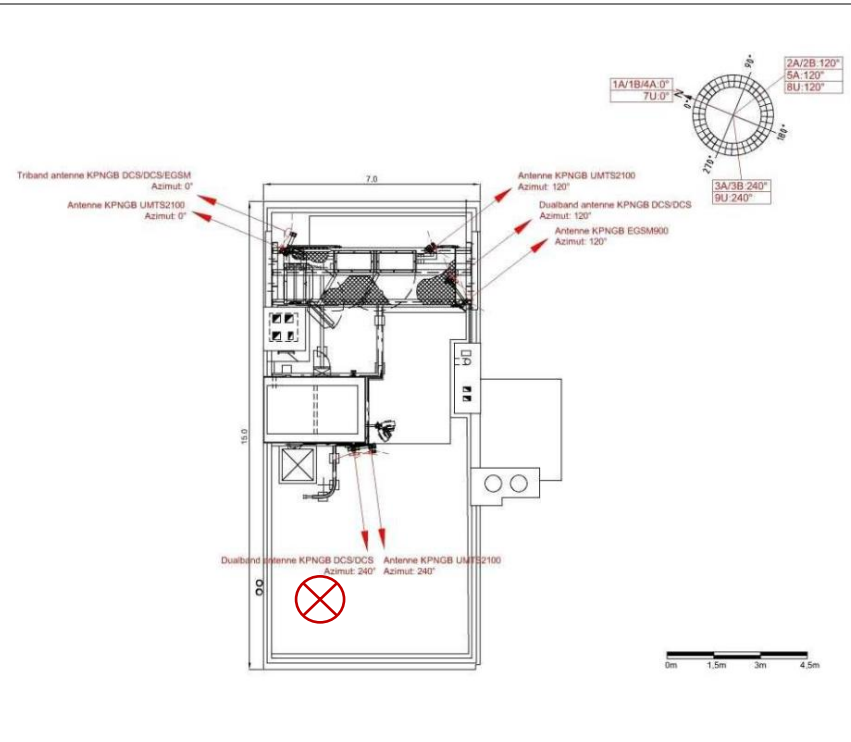 90°
2A/2B:120°
5A:120°
8U:120°
1A/1B/4A:0°
7U:0°
N
0°
180°
270°
3A/3B:240°
9U:240°
Triband antenne KPNGB DCS/DCS/EGSM
Azimut: 0°
Antenne KPNGB UMTS2100
Azimut: 0°
7.0
Antenne KPNGB UMTS2100
Azimut: 120°
Dualband antenne KPNGB DCS/DCS
Azimut: 120°
Antenne KPNGB EGSM900
Azimut: 120°
15.0
Dualband antenne KPNGB DCS/DCS
Azimut: 240°
Antenne KPNGB UMTS2100
Azimut: 240°
0m 1,5m 3m 4,5m